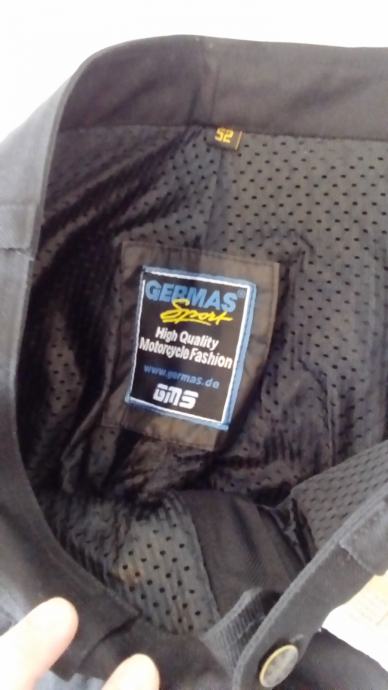 52
GERMAS®
Sport
High Quality
Motorcycle Fashion
www.germas.de
GMS